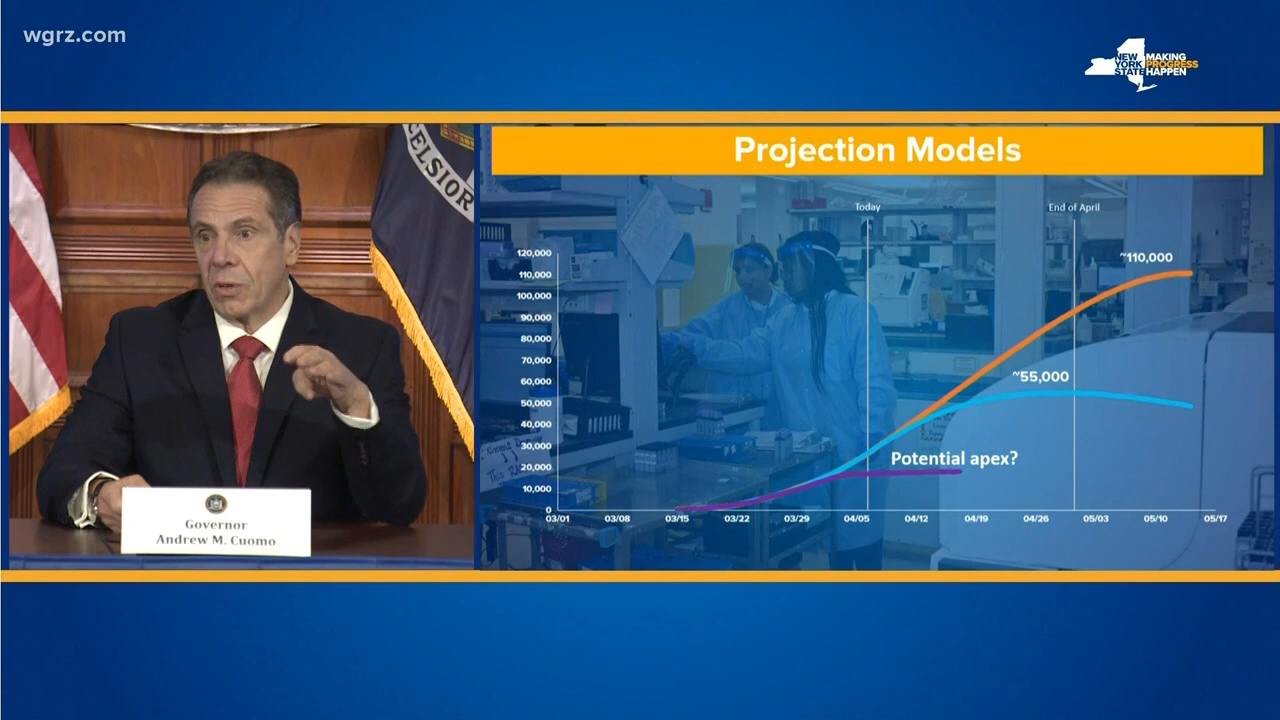 wgrz.com
NEW
YORK
STATE
MAKING
PROGRESS
HAPPEN
EXCELSIOR
Governor
Andrew M. Cuomo
Projection Models
Today
End of April
120,000
110,000
100,000
90,000
80,000
70,000
60,000
50,000
40,000
30,000
20,000
10,000
0
~110,000
~55,000
Potential apex?
03/01 03/08 03/15 03/22 03/29 04/05 04/12 04/19 04/26 05/03 05/10 05/17